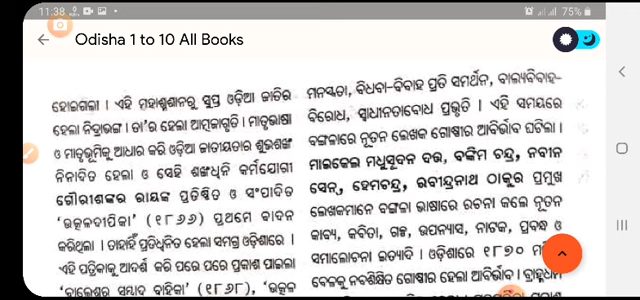 11.38
75%
Odisha 1 to 10 All Books
ହୋଇଗଲା । ଏହି ମହାଶ୍ମଶାନରୁ ସୁପ୍ତ ଓଡ଼ିଆ ଜାତିର
ହେଲା ନିଦ୍ରାଭଙ୍ଗ । ତା'ର ହେଲା ଆତ୍ମଜାଗୃତି । ମାତୃଭାଷା
ଓ ମାତୃଭୂମିକୁ ଆଧାର କରି ଓଡ଼ିଆ ଜାତୀୟତାର ଶୁଭଶଙ୍ଖ
ନିନାଦିତ ହେଲା ଓ ସେହି ଶଙ୍ଖଧ୍ୱନି କର୍ମଯୋଗୀ
ଗୌରୀଶଙ୍କର ରାୟଙ୍କ ପ୍ରତିଷ୍ଠିତ ଓ ସଂପାଦିତ
'ଉତ୍କଳଦୀପିକା' (୧୮୬୬) ପ୍ରଥମେ ବାଦନ
କରିଥିଲା । ତାହାହିଁ ପ୍ରତିଧ୍ୱନିତ ହେଲା ସମଗ୍ର ଓଡ଼ିଶାରେ ।
ଏହି ପତ୍ରିକାକୁ ଆଦର୍ଶ କରି ପରେ ପରେ ପ୍ରକାଶ ପାଇଲା
'ବାଲେଶ୍ୱର ସମ୍ବାଦ ବାହିକା' (୧୮୬୮), 'ଉତ୍କଳ
ମନସ୍କତା, ବିଧବା-ବିବାହ ପ୍ରତି ସମର୍ଥନ, ବାଲ୍ୟବିବାହ-
ବିରୋଧ, ସ୍ୱାଧୀନତାବୋଧ ପ୍ରଭୃତି । ଏହି ସମୟରେ
ବଙ୍ଗଳାରେ ନୂତନ ଲେଖକ ଗୋଷ୍ଠୀର ଆବିର୍ଭାବ ଘଟିଲା ।
ମାଇକେଲ ମଧୁସୂଦନ ଦତ୍ତ, ବଙ୍କିମ ଚନ୍ଦ୍ର, ନବୀନ
ସେନ୍, ହେମଚନ୍ଦ୍ର, ରବୀନ୍ଦ୍ରନାଥ ଠାକୁର ପ୍ରମୁଖ
ଲେଖକମାନେ ବଙ୍ଗଳା ଭାଷାରେ ରଚନା କଲେ ନୂତନ
କାବ୍ୟ, କବିତା, ଗଳ୍ପ, ଉପନ୍ୟାସ, ନାଟକ, ପ୍ରବନ୍ଧ ଓ
ସମାଲୋଚନା ଇତ୍ୟାଦି । ଓଡ଼ିଶାରେ ୧୮୭୦
ବେଳକୁ ନବଶିକ୍ଷିତ ଗୋଷ୍ଠୀର ହେଲା ଆବିର୍ଭାବ । ବ୍ରାହ୍ମଧର୍ମ